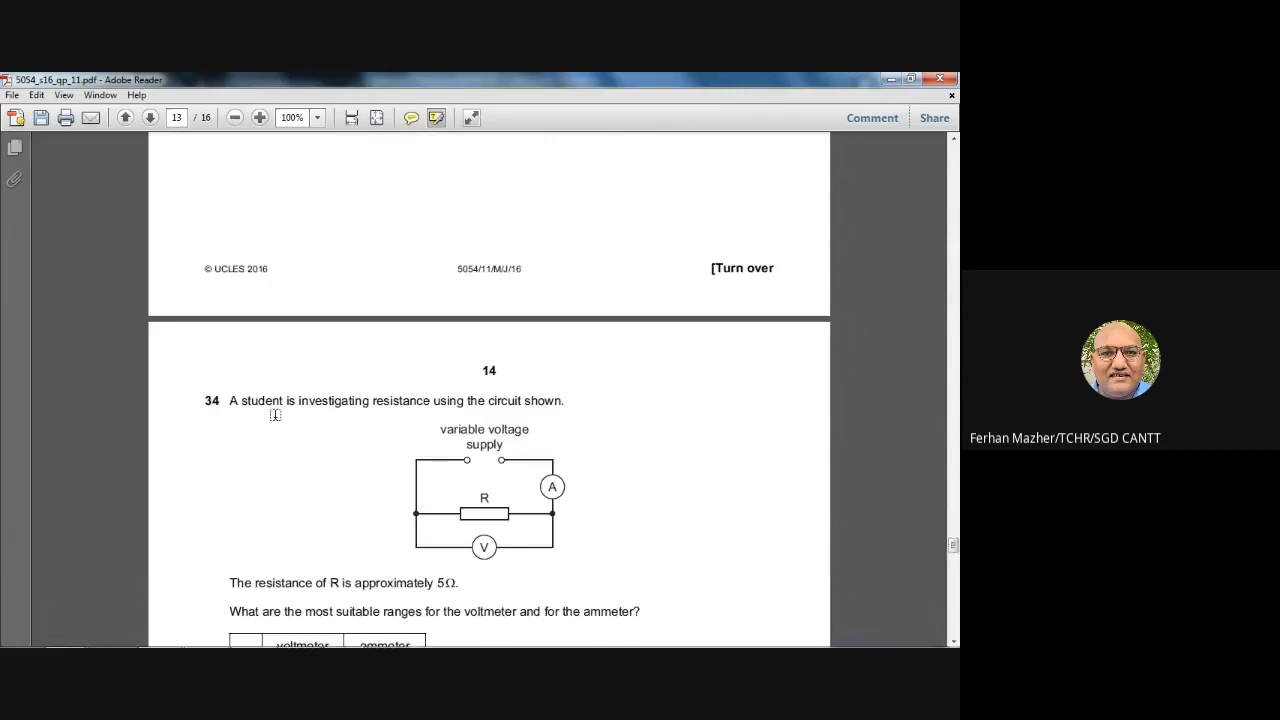 5054_s16_qp_11.pdf - Adobe Reader
File Edit View Window Help
13 / 16 100% Comment Share
© UCLES 2016 5054/11/M/J/16 [Turn over
14
34 A student is investigating resistance using the circuit shown.
variable voltage
supply
A
R
V
The resistance of R is approximately 5Ω.
What are the most suitable ranges for the voltmeter and for the ammeter?
voltmeter ammeter
Ferhan Mazher/TCHR/SGD CANTT